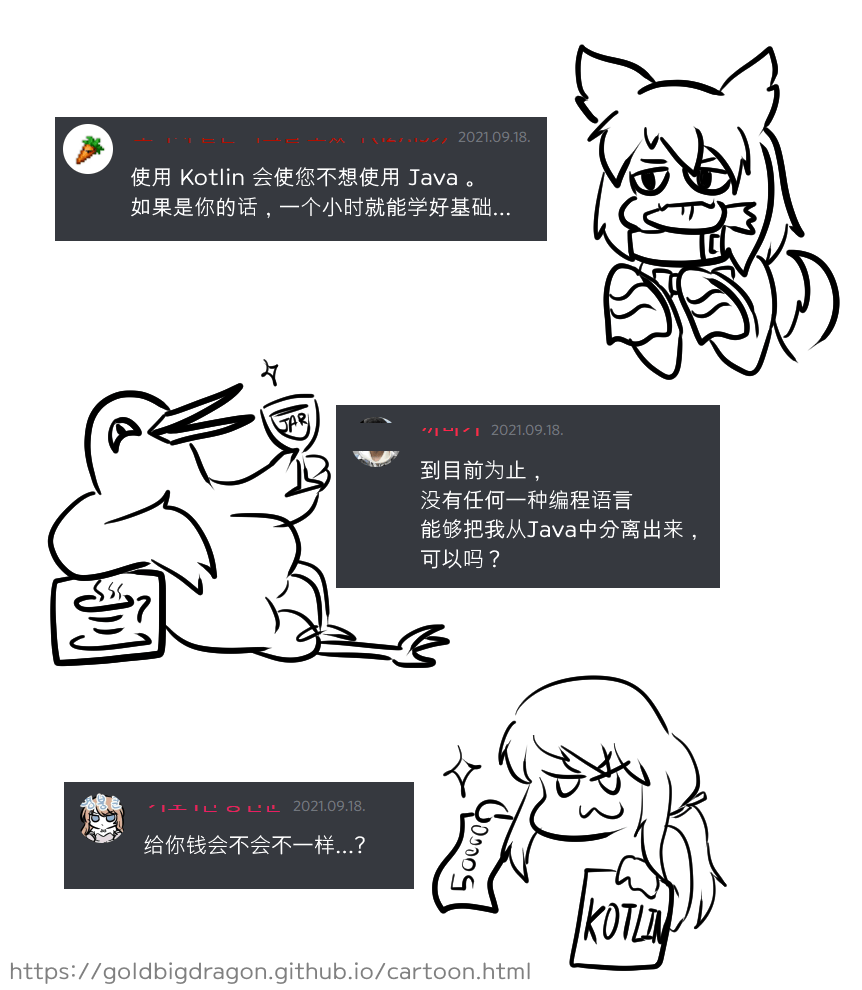 2021.09.18.
使用 Kotlin 会使您不想使用 Java 。
如果是你的话，一个小时就能学好基础...
JAR
2021.09.18.
到目前为止，
没有任何一种编程语言
能够把我从Java中分离出来，
可以吗？
7
2021.09.18.
给你钱会不会不一样...?
50000
KOTLIN
https://goldbigdragon.github.io/cartoon.html